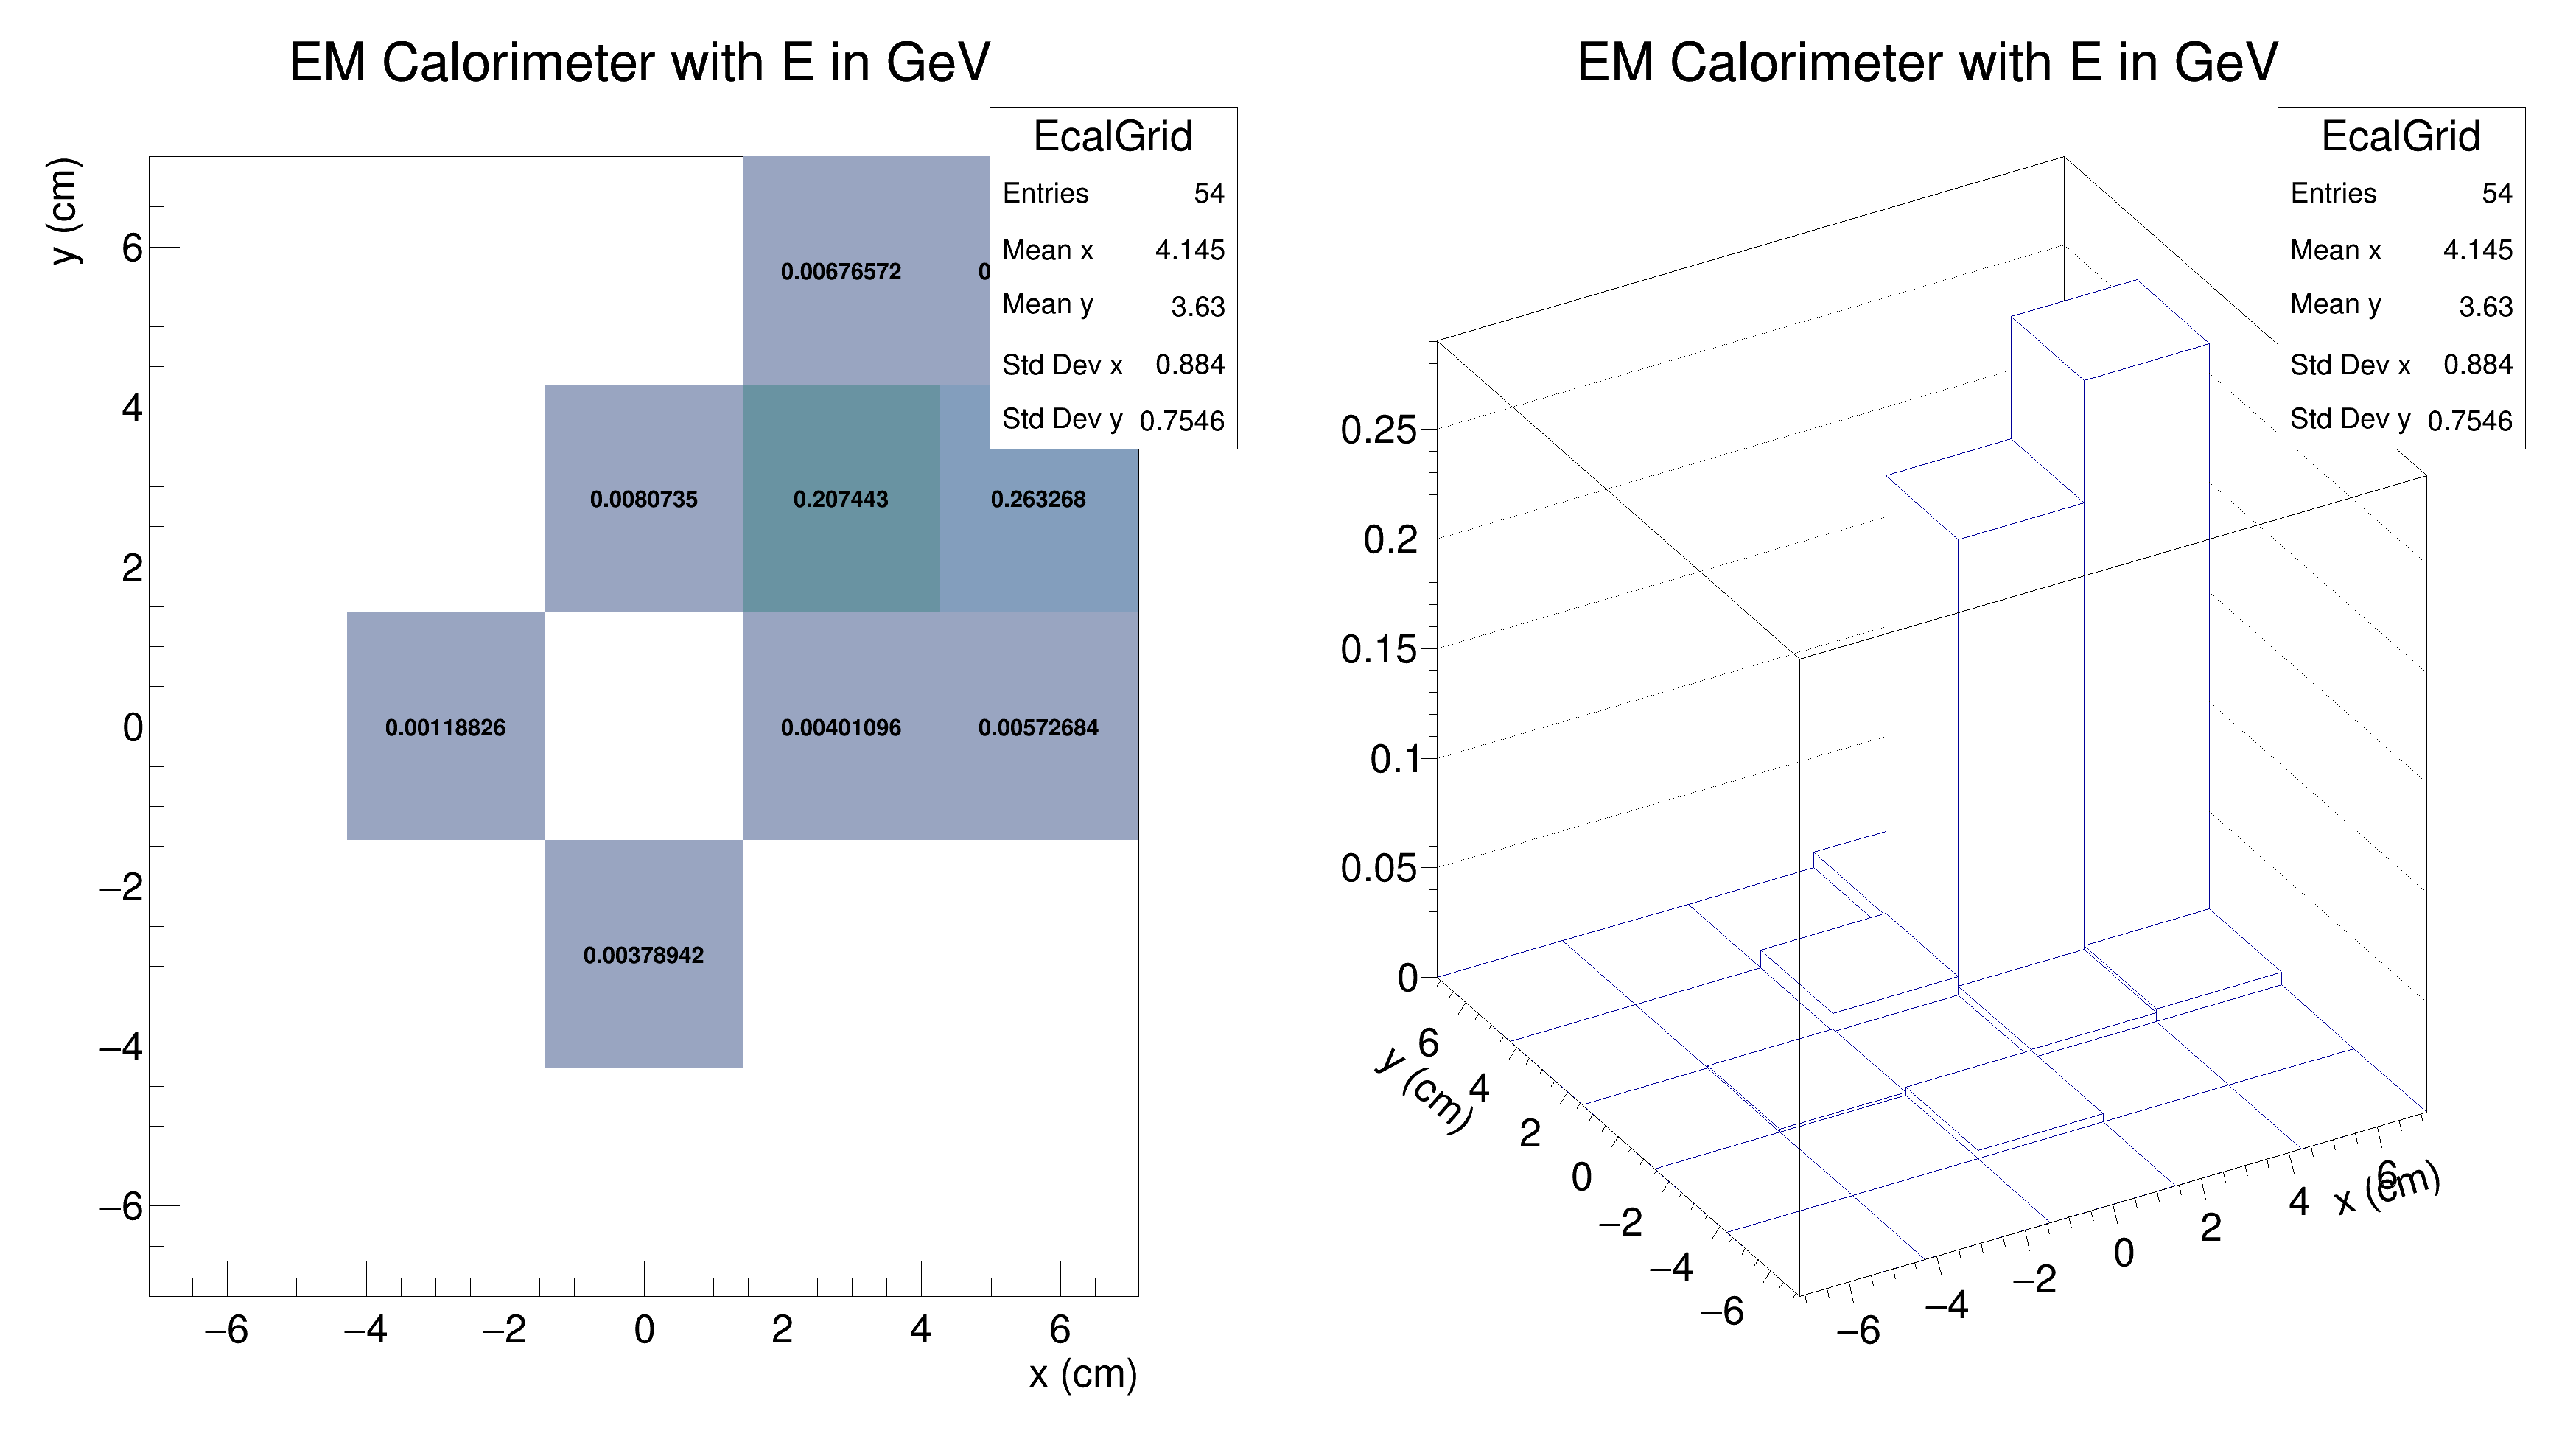 EM Calorimeter with E in GeV
EcalGrid
Entries 54
Mean x 4.145
Mean y 3.63
Std Dev x 0.884
Std Dev y 0.7546
y (cm)
6
4
2
0
−2
−4
−6
0.00676572
0.0080735 0.207443 0.263268
0.00118826 0.00401096 0.00572684
0.00378942
−6 −4 −2 0 2 4 6
x (cm)
EM Calorimeter with E in GeV
EcalGrid
Entries 54
Mean x 4.145
Mean y 3.63
Std Dev x 0.884
Std Dev y 0.7546
0.25
0.2
0.15
0.1
0.05
0
y (cm)
6
4
2
0
−2
−4
−6
−6 −4 −2 0 2 4 6
x (cm)